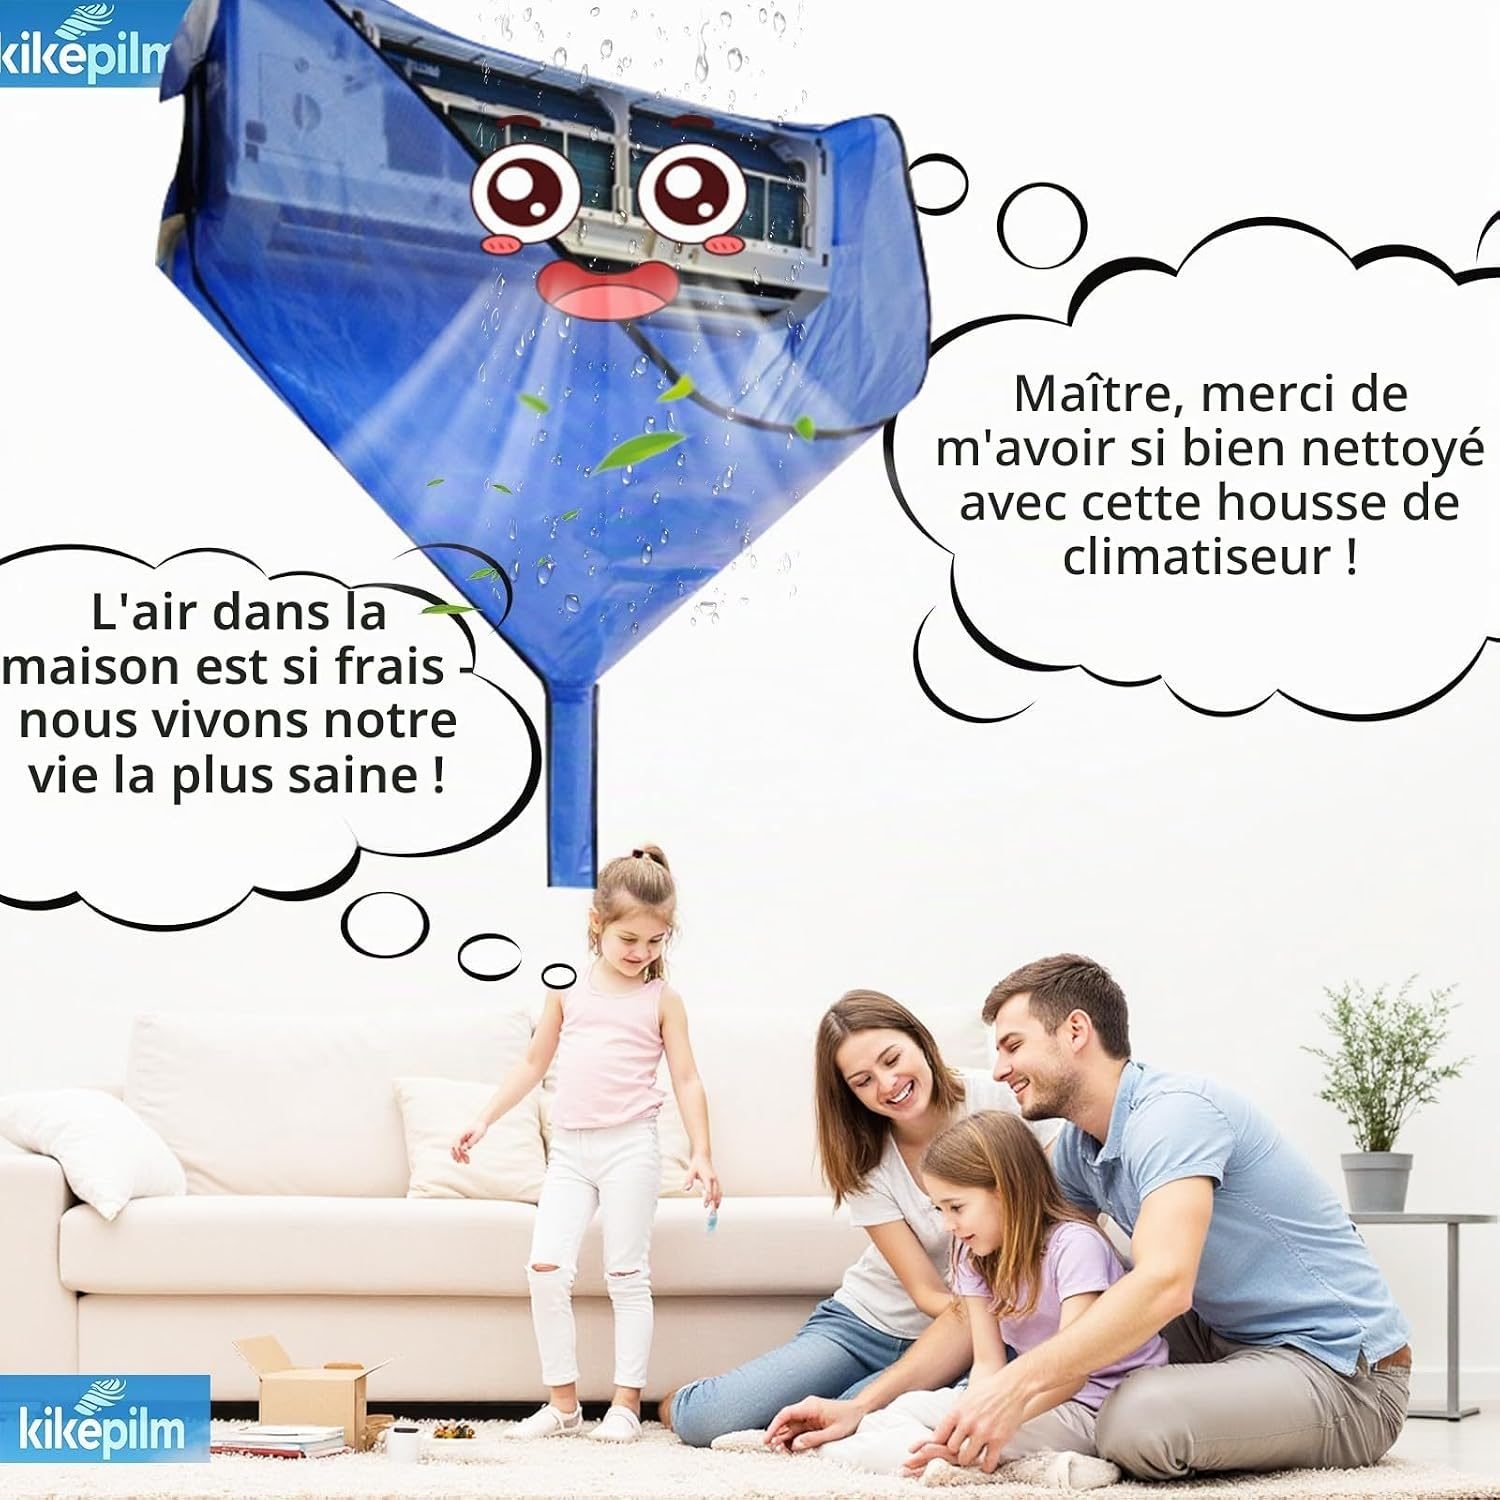 kikepilm
Maître, merci de
m'avoir si bien nettoyé
avec cette housse de
climatiseur !
L'air dans la
maison est si frais -
nous vivons notre
vie la plus saine !
kikepilm